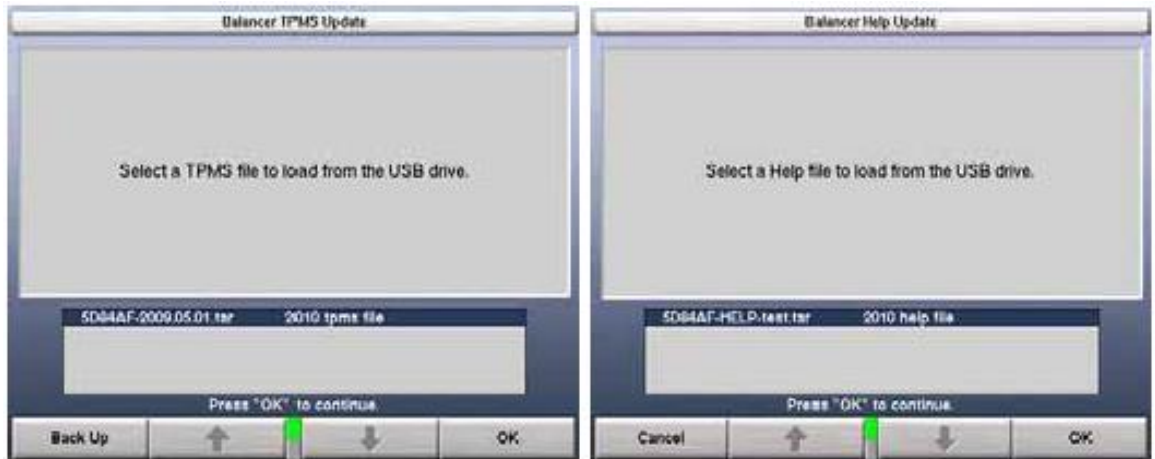 Balancer TPMS Update
Select a TPMS file to load from the USB drive.
5D84AF-2009.05.01.tar 2010 tpms file
Press "OK" to continue.
Back Up
OK
Balancer Help Update
Select a Help file to load from the USB drive.
5D84AF-HELP-test.tar 2010 help file
Press "OK" to continue.
Cancel
OK